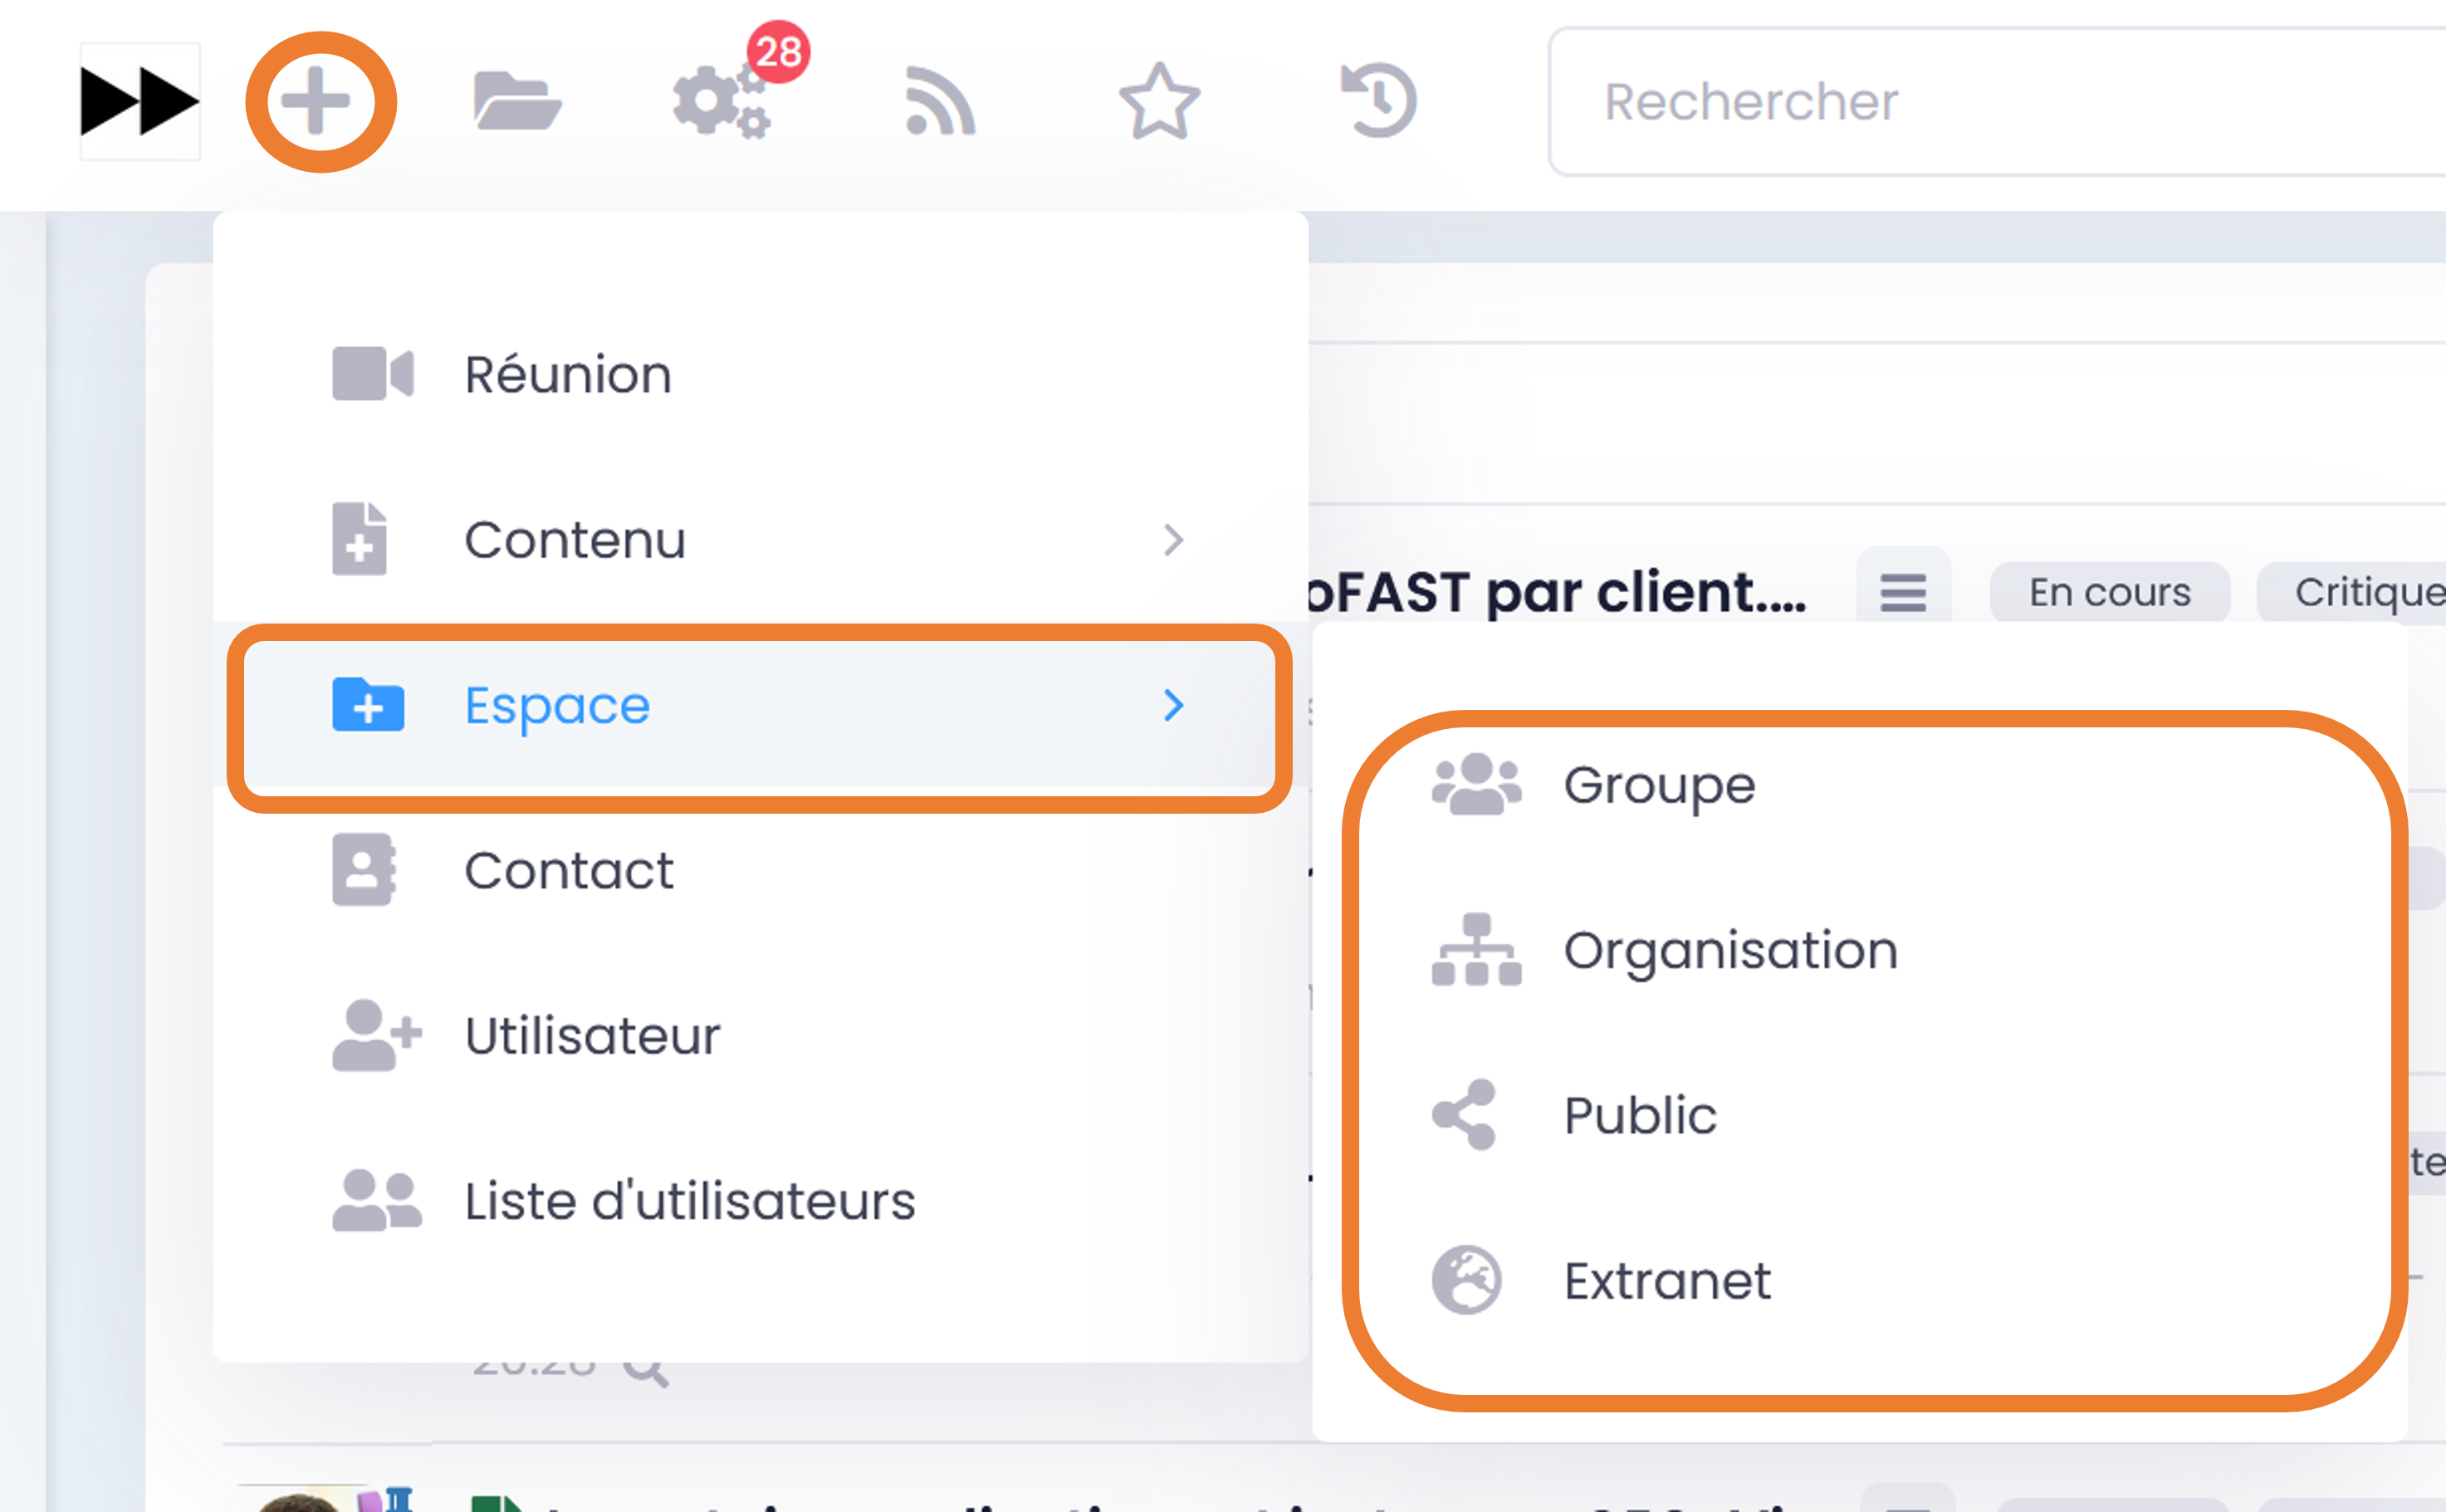 28
Rechercher
Réunion
Contenu
oFAST par client....
En cours
Critique
Espace
Groupe
Contact
Organisation
Utilisateur
Public
Liste d'utilisateurs
Extranet